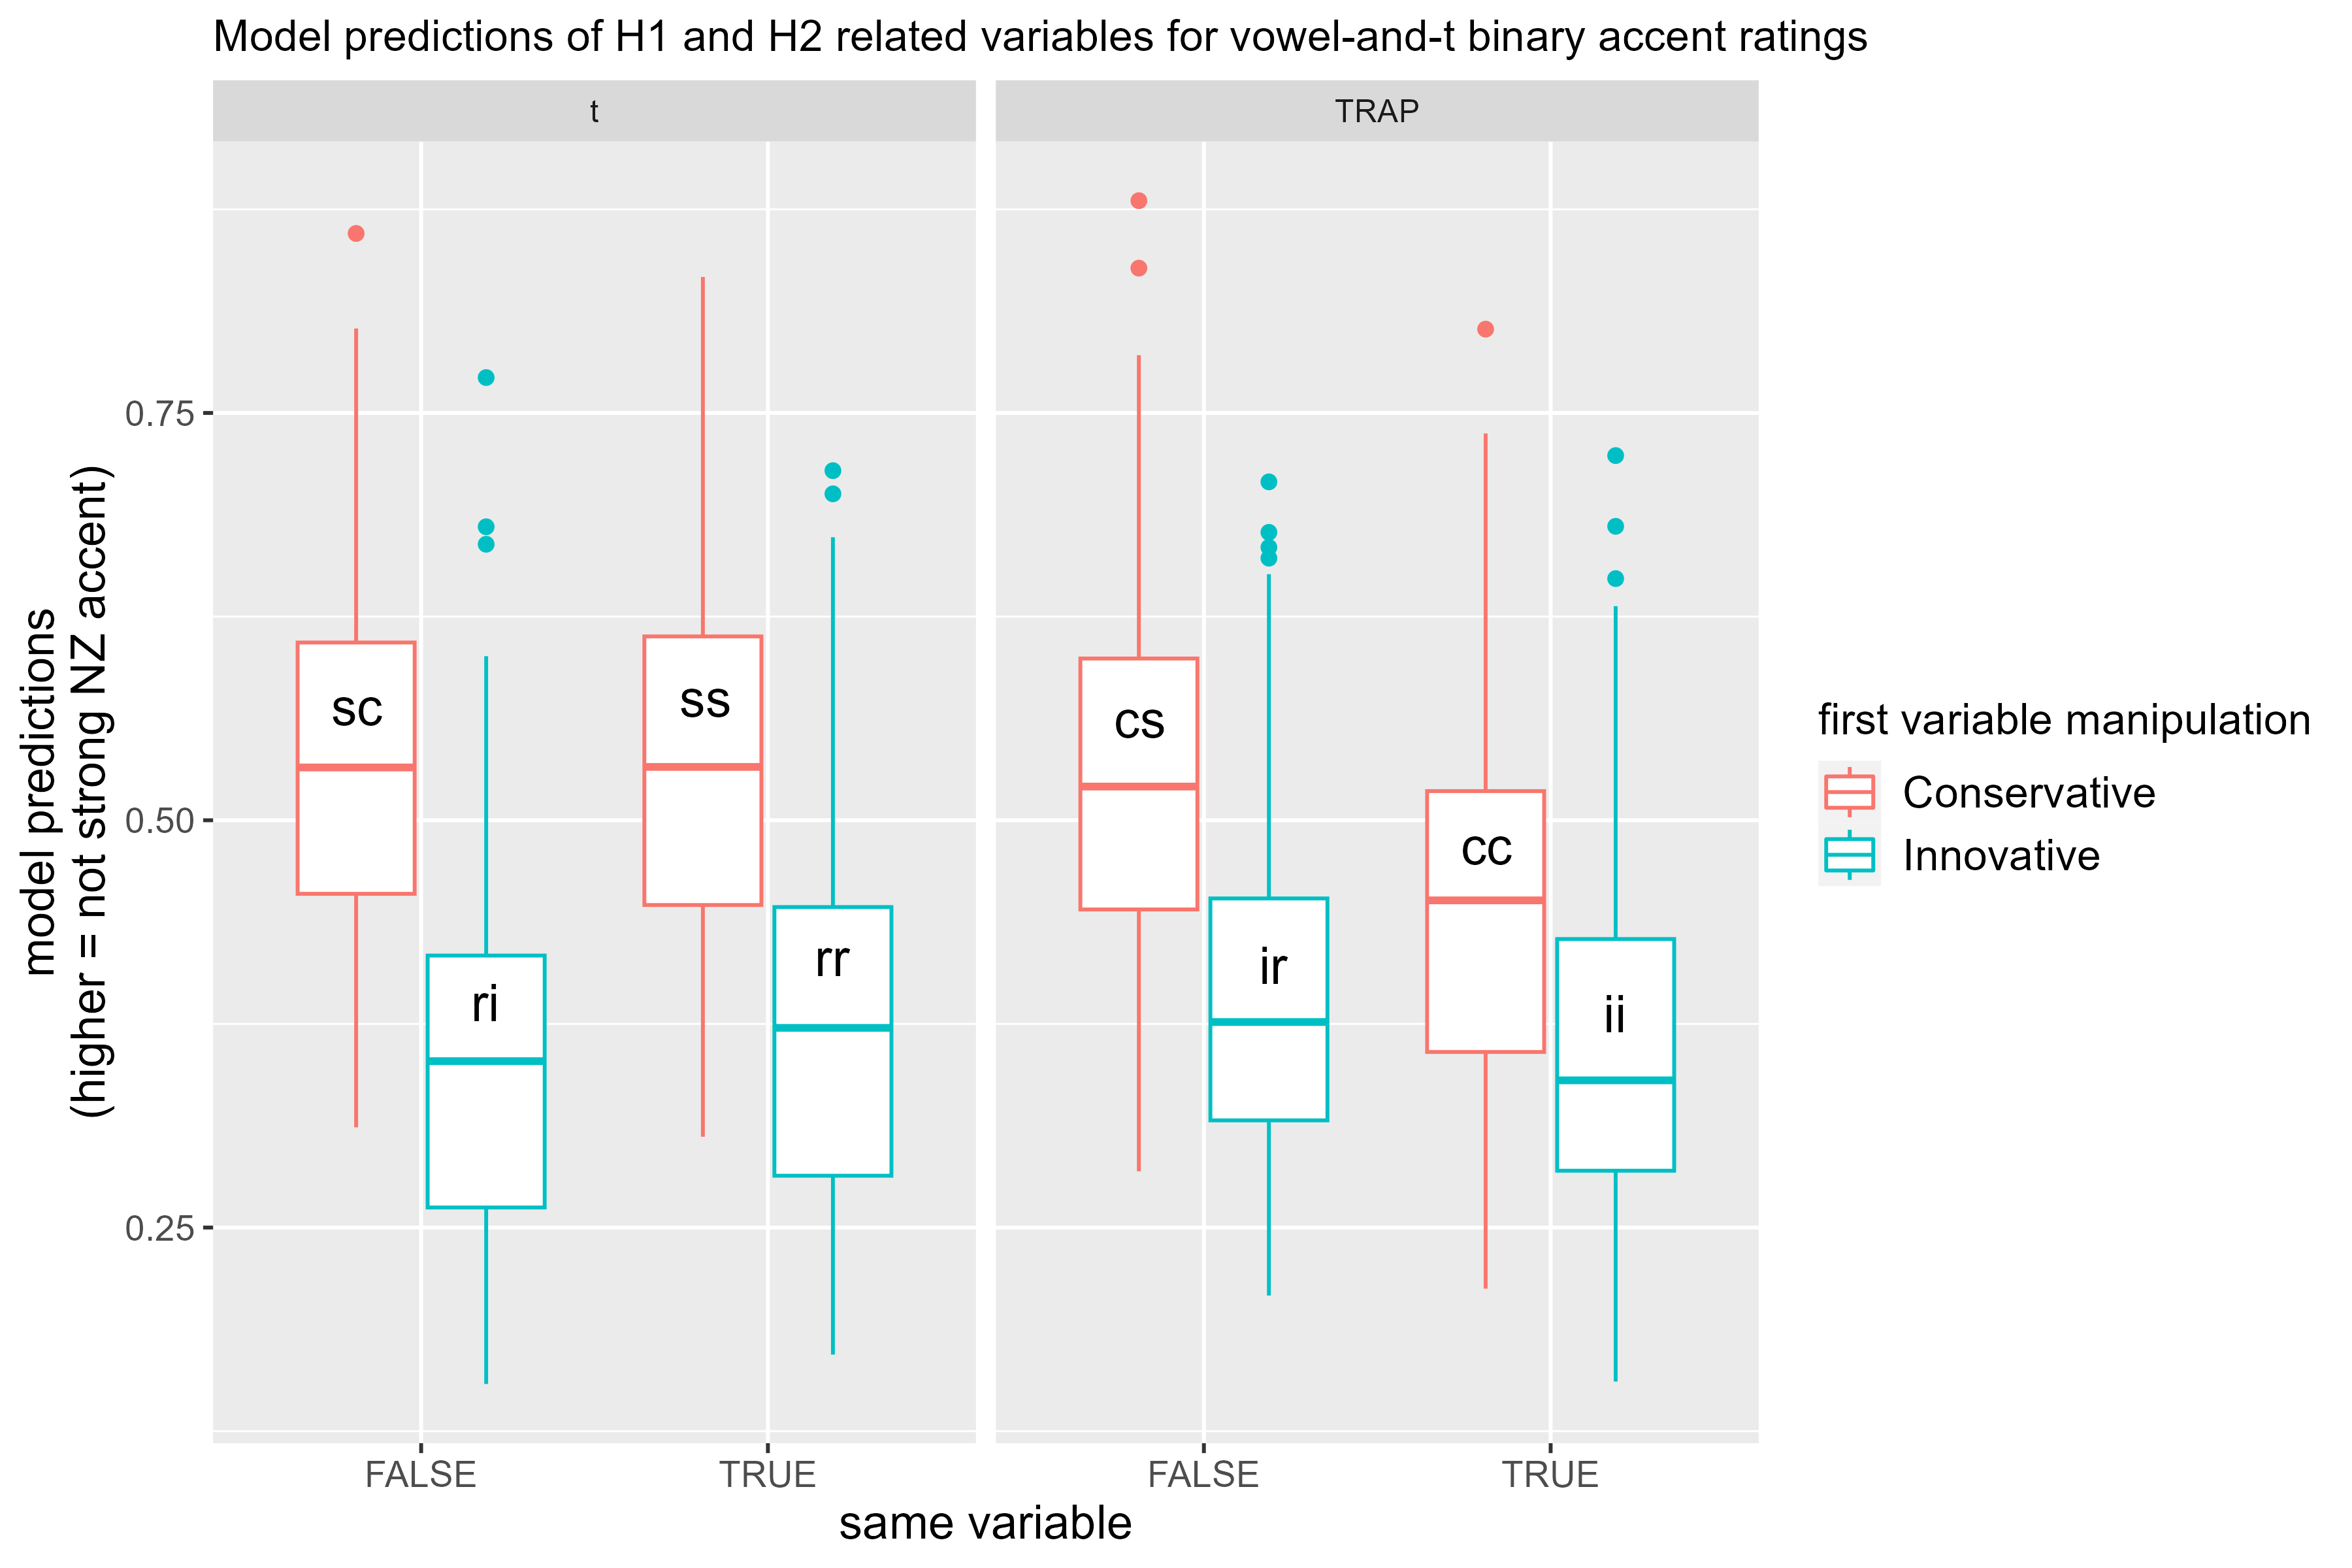 Model predictions of H1 and H2 related variables for vowel-and-t binary accent ratings
t
TRAP
model predictions
(higher = not strong NZ accent)
0.75
0.50
0.25
sc
ri
ss
rr
cs
ir
cc
ii
FALSE
TRUE
FALSE
TRUE
same variable
first variable manipulation
Conservative
Innovative